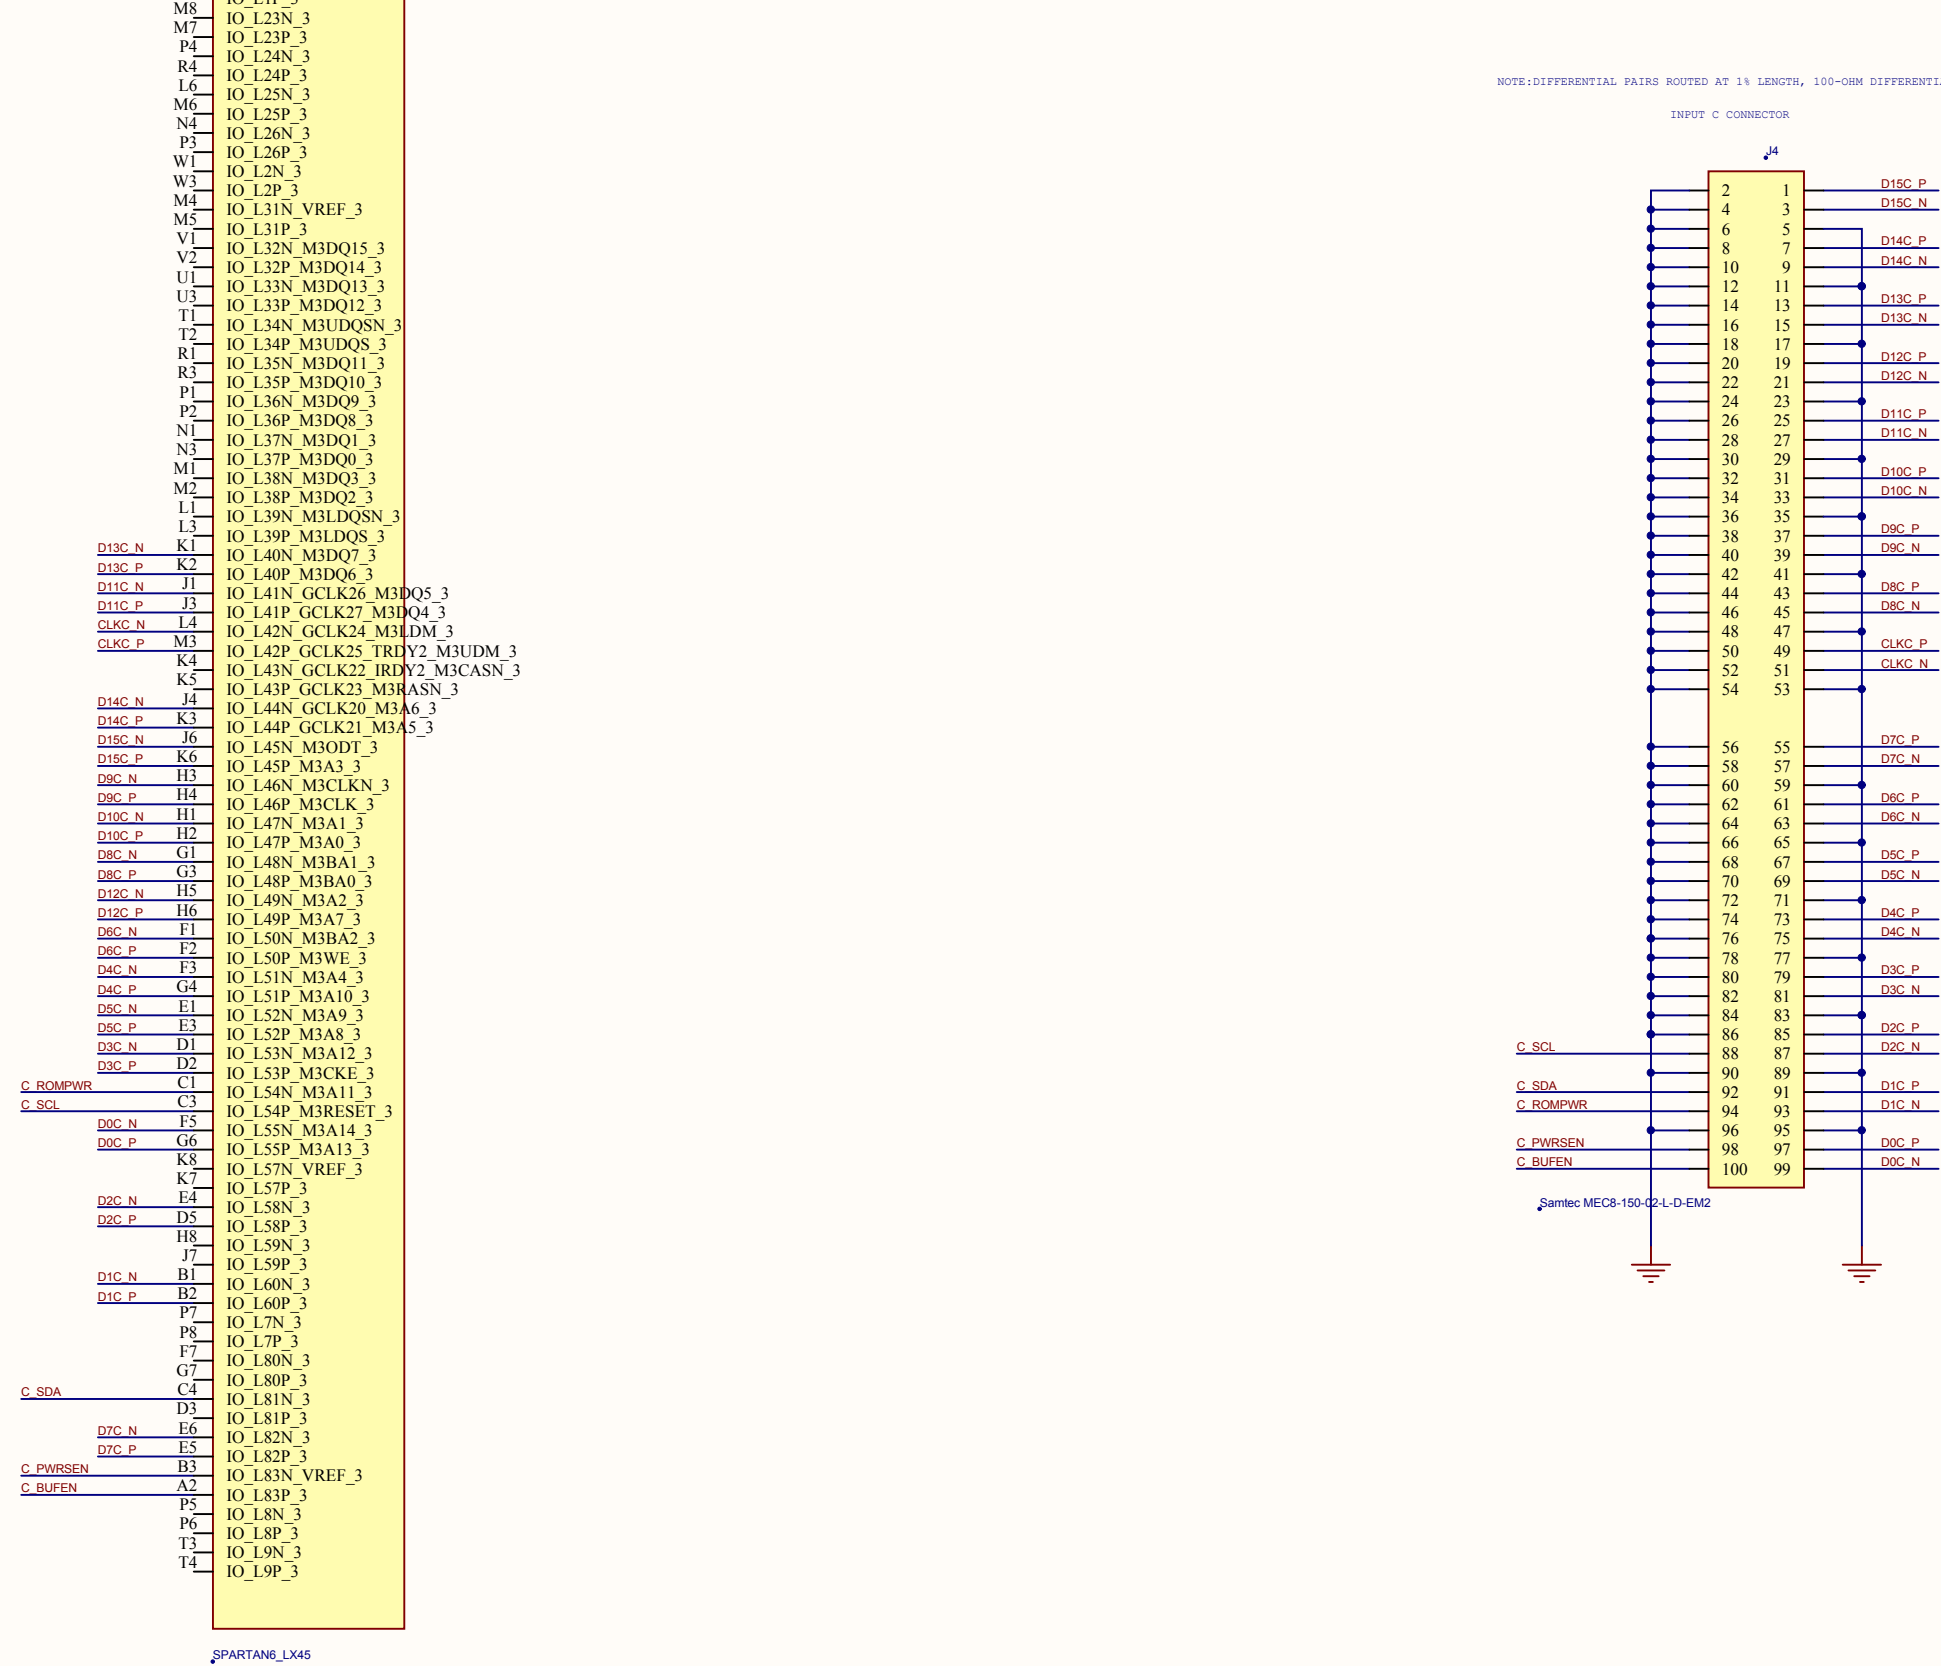 M8 IO_L23N_3
M7 IO_L23P_3
P4 IO_L24N_3
R4 IO_L24P_3
L6 IO_L25N_3
M6 IO_L25P_3
N4 IO_L26N_3
P3 IO_L26P_3
W1 IO_L2N_3
W3 IO_L2P_3
M4 IO_L31N_VREF_3
M5 IO_L31P_3
V1 IO_L32N_M3DQ15_3
V2 IO_L32P_M3DQ14_3
U1 IO_L33N_M3DQ13_3
U3 IO_L33P_M3DQ12_3
T1 IO_L34N_M3UDQSN_3
T2 IO_L34P_M3UDQS_3
R1 IO_L35N_M3DQ11_3
R3 IO_L35P_M3DQ10_3
P1 IO_L36N_M3DQ9_3
P2 IO_L36P_M3DQ8_3
N1 IO_L37N_M3DQ1_3
N3 IO_L37P_M3DQ0_3
M1 IO_L38N_M3DQ3_3
M2 IO_L38P_M3DQ2_3
L1 IO_L39N_M3LDQSN_3
L3 IO_L39P_M3LDQS_3
D13C_N K1 IO_L40N_M3DQ7_3
D13C_P K2 IO_L40P_M3DQ6_3
D11C_N J1 IO_L41N_GCLK26_M3DQ5_3
D11C_P J3 IO_L41P_GCLK27_M3DQ4_3
CLKC_N L4 IO_L42N_GCLK24_M3LDM_3
CLKC_P M3 IO_L42P_GCLK25_TRDY2_M3UDM_3
K4 IO_L43N_GCLK22_IRDY2_M3CASN_3
K5 IO_L43P_GCLK23_M3RASN_3
D14C_N J4 IO_L44N_GCLK20_M3A6_3
D14C_P K3 IO_L44P_GCLK21_M3A5_3
D15C_N J6 IO_L45N_M3ODT_3
D15C_P K6 IO_L45P_M3A3_3
D9C_N H3 IO_L46N_M3CLKN_3
D9C_P H4 IO_L46P_M3CLK_3
D10C_N H1 IO_L47N_M3A1_3
D10C_P H2 IO_L47P_M3A0_3
D8C_N G1 IO_L48N_M3BA1_3
D8C_P G3 IO_L48P_M3BA0_3
D12C_N H5 IO_L49N_M3A2_3
D12C_P H6 IO_L49P_M3A7_3
D6C_N F1 IO_L50N_M3BA2_3
D6C_P F2 IO_L50P_M3WE_3
D4C_N F3 IO_L51N_M3A4_3
D4C_P G4 IO_L51P_M3A10_3
D5C_N E1 IO_L52N_M3A9_3
D5C_P E3 IO_L52P_M3A8_3
D3C_N D1 IO_L53N_M3A12_3
D3C_P D2 IO_L53P_M3CKE_3
C_ROMPWR C1 IO_L54N_M3A11_3
C_SCL C3 IO_L54P_M3RESET_3
D0C_N F5 IO_L55N_M3A14_3
D0C_P G6 IO_L55P_M3A13_3
K8 IO_L57N_VREF_3
K7 IO_L57P_3
D2C_N E4 IO_L58N_3
D2C_P D5 IO_L58P_3
H8 IO_L59N_3
J7 IO_L59P_3
D1C_N B1 IO_L60N_3
D1C_P B2 IO_L60P_3
P7 IO_L7N_3
P8 IO_L7P_3
F7 IO_L80N_3
G7 IO_L80P_3
C_SDA C4 IO_L81N_3
D3 IO_L81P_3
D7C_N E6 IO_L82N_3
D7C_P E5 IO_L82P_3
C_PWRSEN B3 IO_L83N_VREF_3
C_BUFEN A2 IO_L83P_3
P5 IO_L8N_3
P6 IO_L8P_3
T3 IO_L9N_3
T4 IO_L9P_3
SPARTAN6_LX45
NOTE:DIFFERENTIAL PAIRS ROUTED AT 1% LENGTH, 100-OHM
INPUT C CONNECTOR
J4
2 1 D15C_P
4 3 D15C_N
6 5
8 7 D14C_P
10 9 D14C_N
12 11
14 13 D13C_P
16 15 D13C_N
18 17
20 19 D12C_P
22 21 D12C_N
24 23
26 25 D11C_P
28 27 D11C_N
30 29
32 31 D10C_P
34 33 D10C_N
36 35
38 37 D9C_P
40 39 D9C_N
42 41
44 43 D8C_P
46 45 D8C_N
48 47
50 49 CLKC_P
52 51 CLKC_N
54 53
56 55 D7C_P
58 57 D7C_N
60 59
62 61 D6C_P
64 63 D6C_N
66 65
68 67 D5C_P
70 69 D5C_N
72 71
74 73 D4C_P
76 75 D4C_N
78 77
80 79 D3C_P
82 81 D3C_N
84 83
86 85 D2C_P
C_SCL 88 87 D2C_N
90 89
C_SDA 92 91 D1C_P
C_ROMPWR 94 93 D1C_N
96 95
C_PWRSEN 98 97 D0C_P
C_BUFEN 100 99 D0C_N
Samtec MEC8-150-02-L-D-EM2